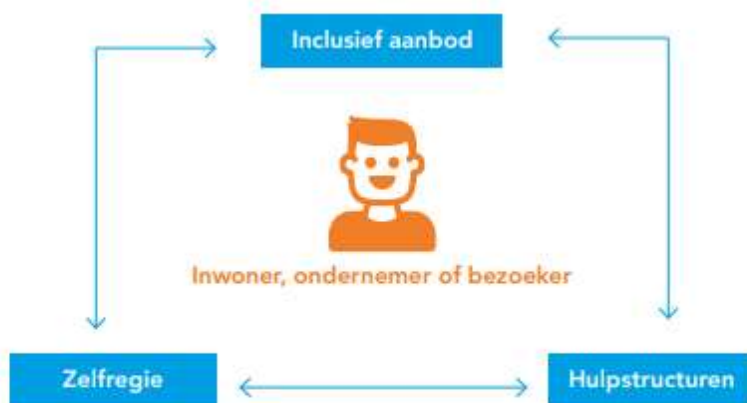 Inclusief aanbod
Inwoner, ondernemer of bezoeker
Zelfregie
Hulpstructuren